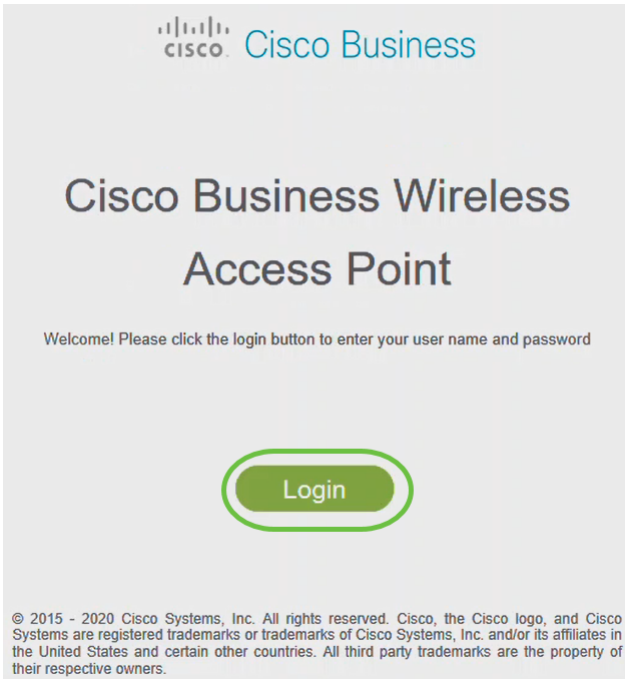 CISCO Cisco Business
Cisco Business Wireless
Access Point
Welcome! Please click the login button to enter your user name and password
Login
© 2015 - 2020 Cisco Systems, Inc. All rights reserved. Cisco, the Cisco logo, and Cisco
Systems are registered trademarks or trademarks of Cisco Systems, Inc. and/or its affiliates in
the United States and certain other countries. All third party trademarks are the property of
their respective owners.